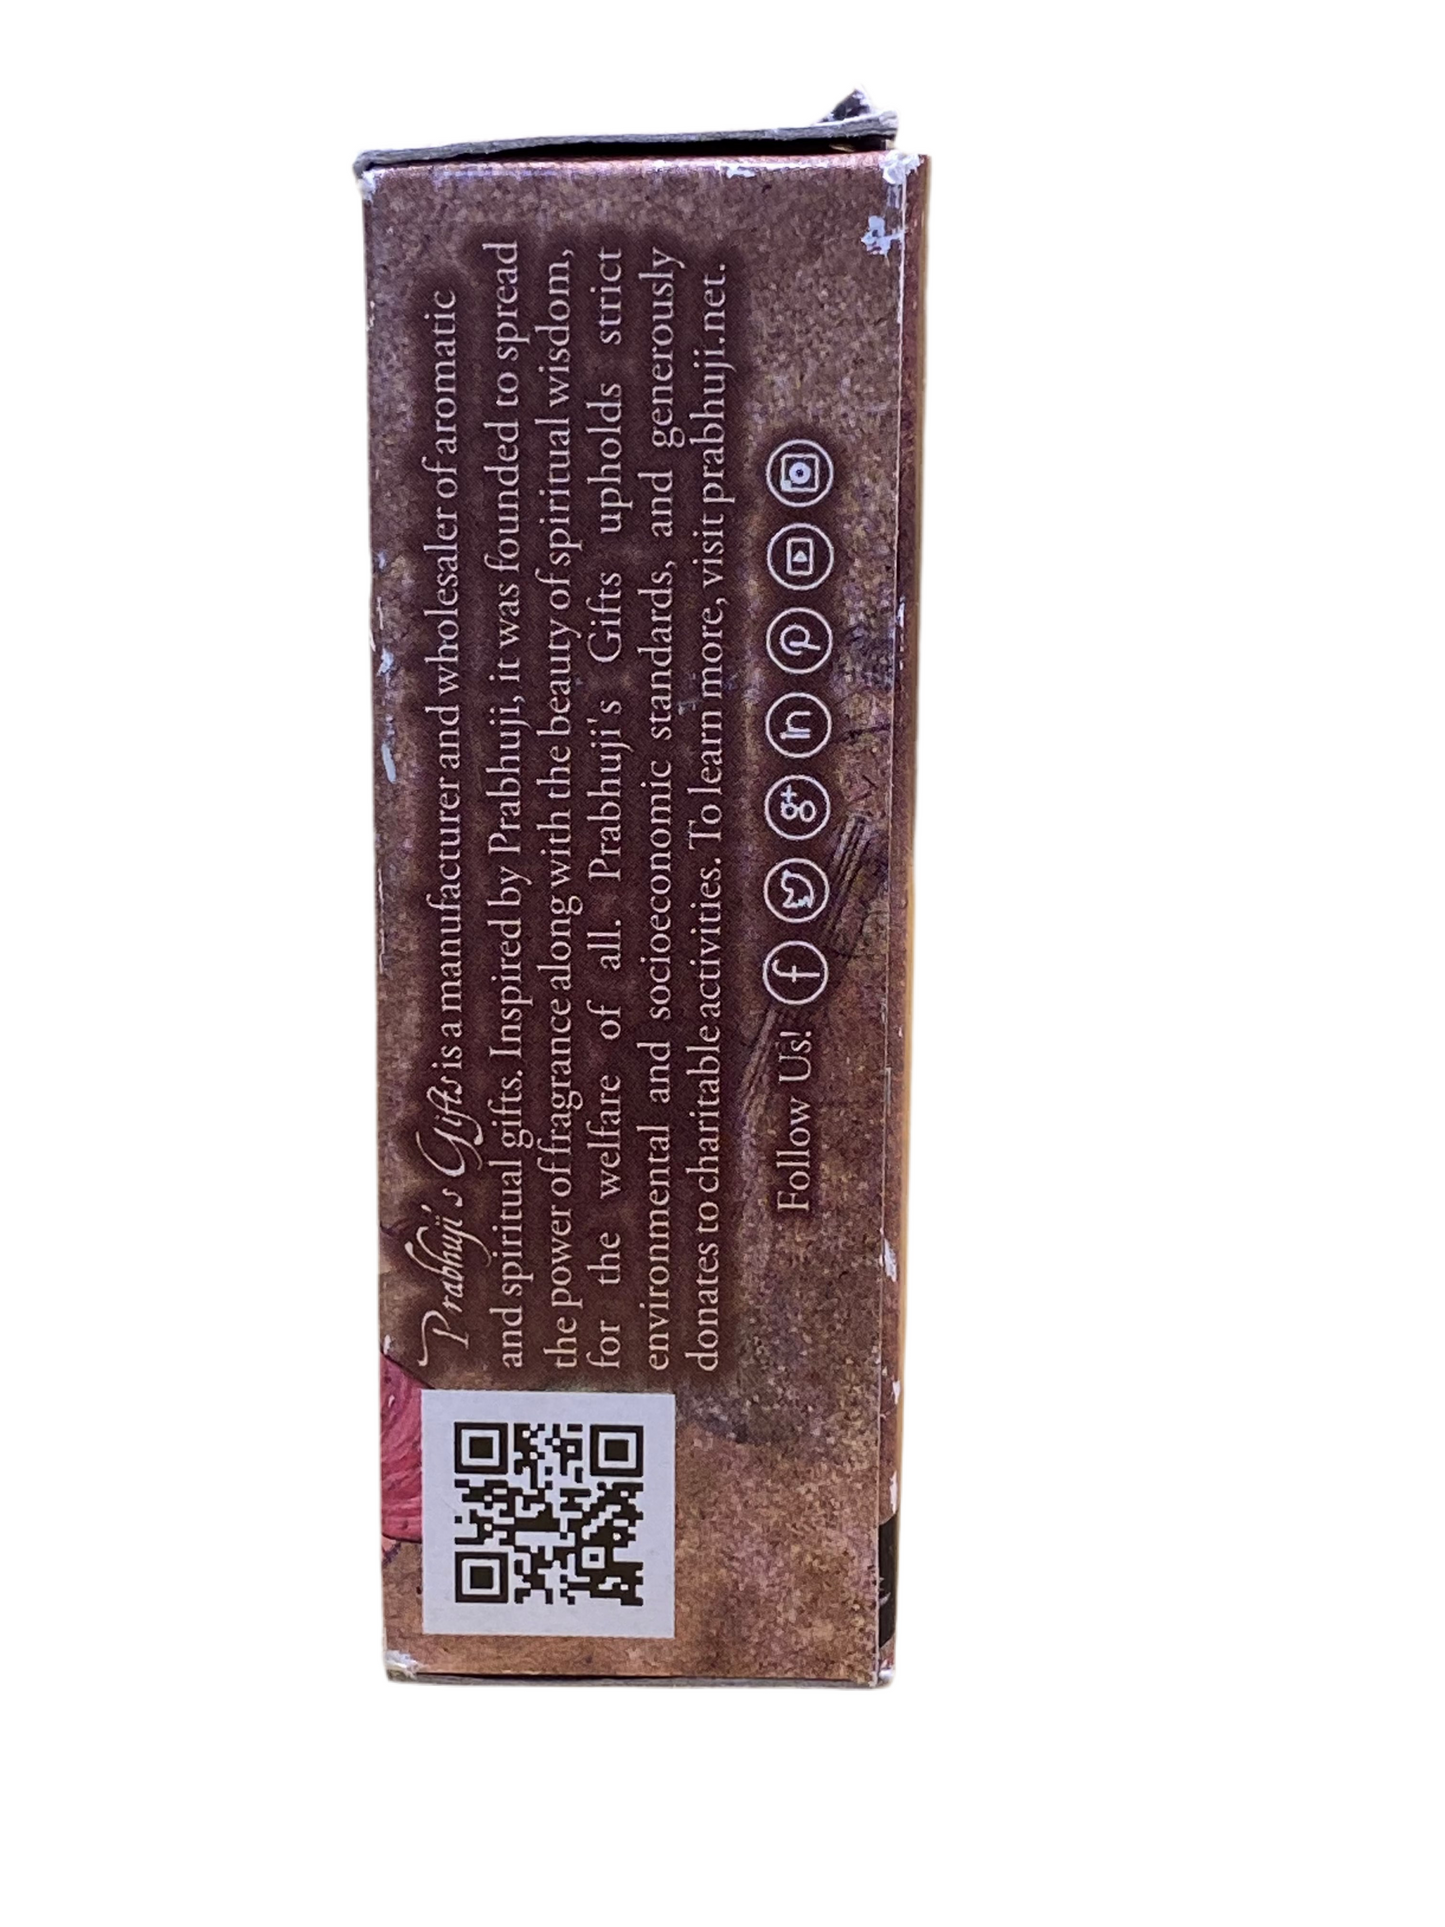 Prabhuji's Gifts is a manufacturer and wholesaler of aromatic
and spiritual gifts. Inspired by Prabhuji, it was founded to spread
the power of fragrance along with the beauty of spiritual wisdom,
for the welfare of all. Prabhuji's Gifts upholds strict
environmental and socioeconomic standards, and generously
donates to charitable activities. To learn more, visit prabhuji.net.
Follow Us!